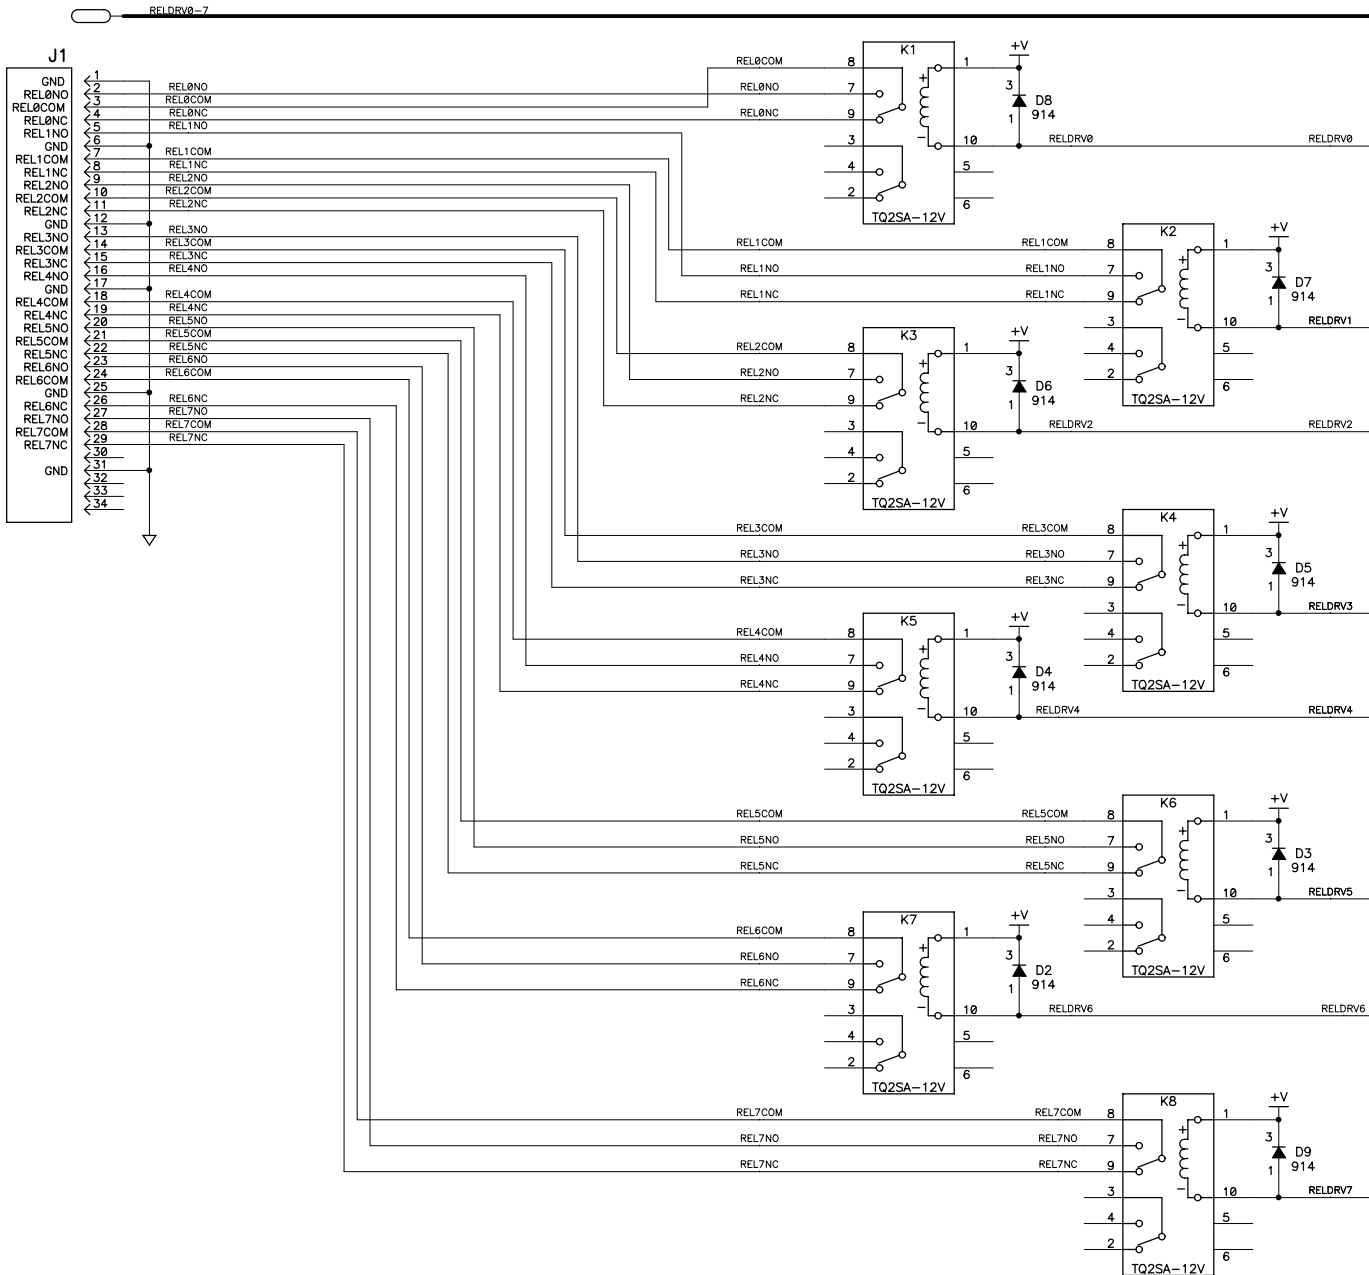 RELDRV0-7
J1
GND 1
REL0NO 2 REL0NO
REL0COM 3 REL0COM
REL0NC 4 REL0NC
REL1NO 5 REL1NO
GND 6
REL1COM 7 REL1COM
REL1NC 8 REL1NC
REL2NO 9 REL2NO
REL2COM 10 REL2COM
REL2NC 11 REL2NC
GND 12
REL3NO 13 REL3NO
REL3COM 14 REL3COM
REL3NC 15 REL3NC
REL4NO 16 REL4NO
GND 17
REL4COM 18 REL4COM
REL4NC 19 REL4NC
REL5NO 20 REL5NO
REL5COM 21 REL5COM
REL5NC 22 REL5NC
REL6NO 23 REL6NO
REL6COM 24 REL6COM
GND 25
REL6NC 26 REL6NC
REL7NO 27 REL7NO
REL7COM 28 REL7COM
REL7NC 29 REL7NC
30
GND 31
32
33
34
K1 +V
REL0COM 8 + 1
REL0NO 7 3 D8
REL0NC 9 1 914
3 - 10 RELDRV0 RELDRV0
4 5
2 6
TQ2SA-12V
K2 +V
REL1COM REL1COM 8 + 1
REL1NO REL1NO 7 3 D7
REL1NC REL1NC 9 1 914
3 - 10 RELDRV1
4 5
2 6
TQ2SA-12V
K3 +V
REL2COM 8 + 1
REL2NO 7 3 D6
REL2NC 9 1 914
3 - 10 RELDRV2 RELDRV2
4 5
2 6
TQ2SA-12V
K4 +V
REL3COM REL3COM 8 + 1
REL3NO REL3NO 7 3 D5
REL3NC REL3NC 9 1 914
3 - 10 RELDRV3
4 5
2 6
TQ2SA-12V
K5 +V
REL4COM 8 + 1
REL4NO 7 3 D4
REL4NC 9 1 914
3 - 10 RELDRV4 RELDRV4
4 5
2 6
TQ2SA-12V
K6 +V
REL5COM REL5COM 8 + 1
REL5NO REL5NO 7 3 D3
REL5NC REL5NC 9 1 914
3 - 10 RELDRV5
4 5
2 6
TQ2SA-12V
K7 +V
REL6COM 8 + 1
REL6NO 7 3 D2
REL6NC 9 1 914
3 - 10 RELDRV6 RELDRV6
4 5
2 6
TQ2SA-12V
K8 +V
REL7COM REL7COM 8 + 1
REL7NO REL7NO 7 3 D9
REL7NC REL7NC 9 1 914
3 - 10 RELDRV7
4 5
2 6
TQ2SA-12V